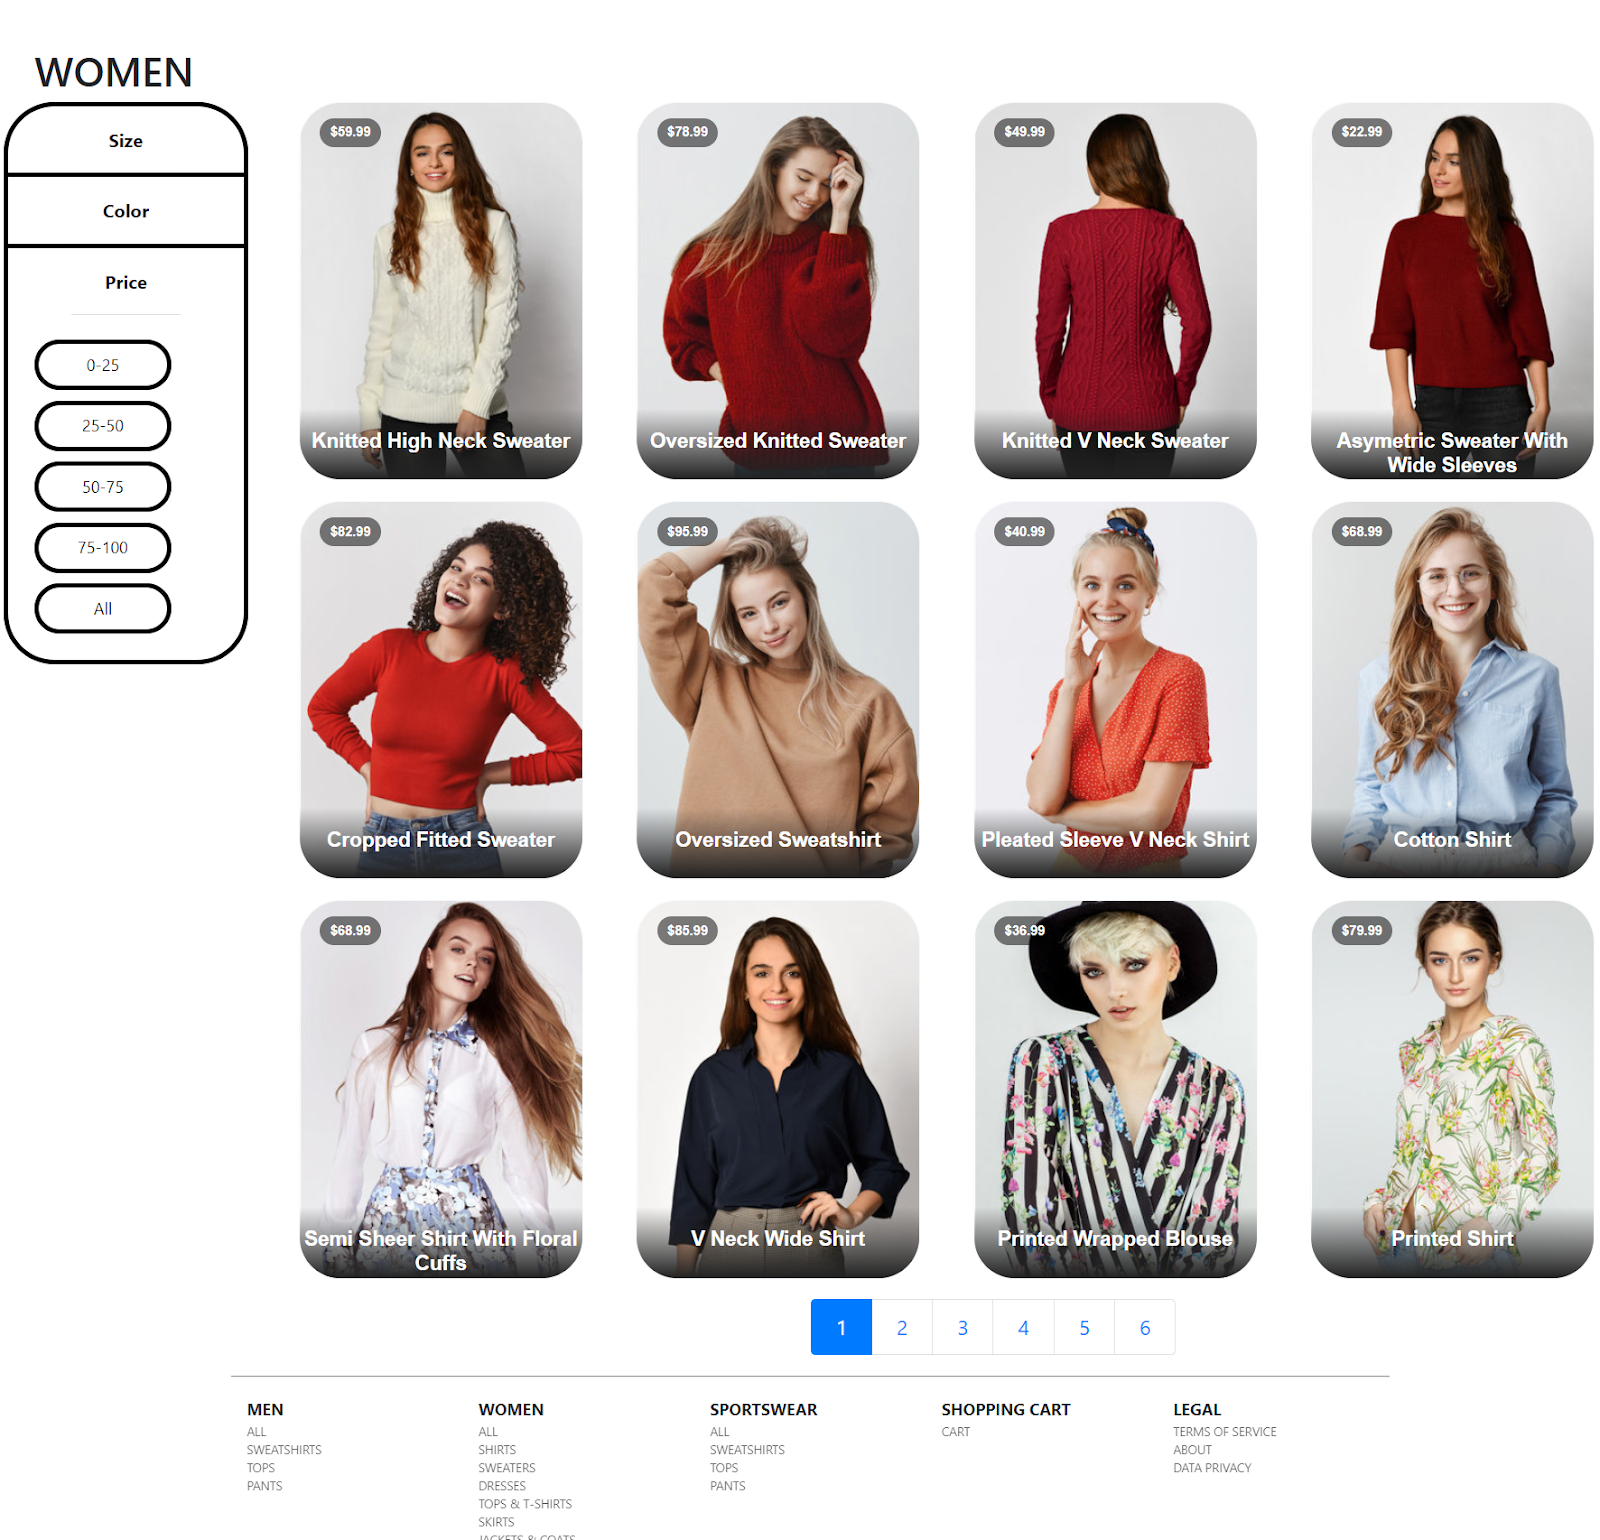 WOMEN
Size
Color
Price
0-25
25-50
50-75
75-100
All
$59.99
Knitted High Neck Sweater
$78.99
Oversized Knitted Sweater
$49.99
Knitted V Neck Sweater
$22.99
Asymetric Sweater With
Wide Sleeves
$82.99
Cropped Fitted Sweater
$95.99
Oversized Sweatshirt
$40.99
Pleated Sleeve V Neck Shirt
$68.99
Cotton Shirt
$68.99
Semi Sheer Shirt With Floral
Cuffs
$85.99
V Neck Wide Shirt
$36.99
Printed Wrapped Blouse
$79.99
Printed Shirt
1 2 3 4 5 6
MEN
ALL
SWEATSHIRTS
TOPS
PANTS
WOMEN
ALL
SHIRTS
SWEATERS
DRESSES
TOPS & T-SHIRTS
SKIRTS
JACKETS & COATS
SPORTSWEAR
ALL
SWEATSHIRTS
TOPS
PANTS
SHOPPING CART
CART
LEGAL
TERMS OF SERVICE
ABOUT
DATA PRIVACY